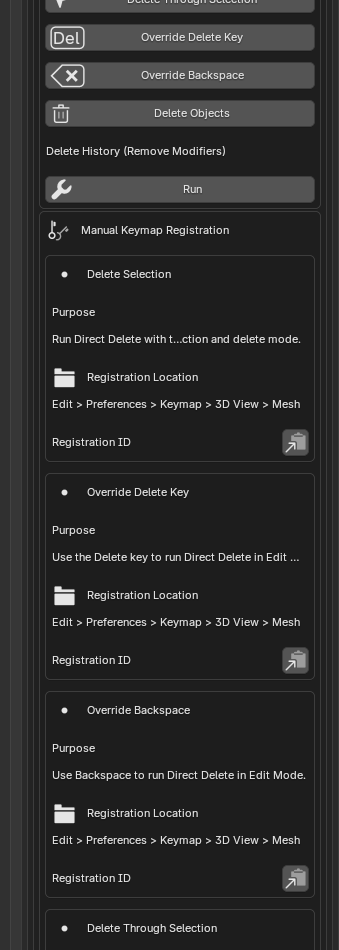 Delete Through Selection
Del
Override Delete Key
Override Backspace
Delete Objects
Delete History (Remove Modifiers)
Run
Manual Keymap Registration
Delete Selection
Purpose
Run Direct Delete with t...ction and delete mode.
Registration Location
Edit > Preferences > Keymap > 3D View > Mesh
Registration ID
Override Delete Key
Purpose
Use the Delete key to run Direct Delete in Edit ...
Registration Location
Edit > Preferences > Keymap > 3D View > Mesh
Registration ID
Override Backspace
Purpose
Use Backspace to run Direct Delete in Edit Mode.
Registration Location
Edit > Preferences > Keymap > 3D View > Mesh
Registration ID
Delete Through Selection